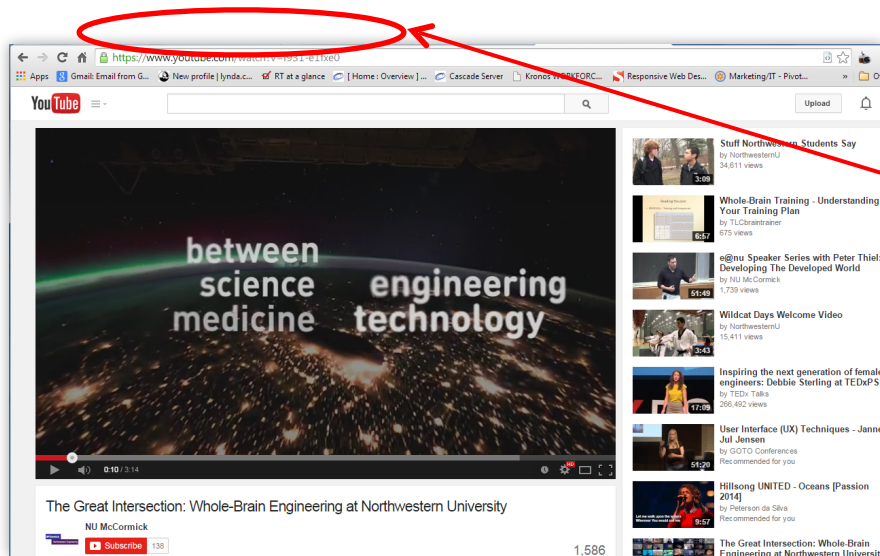 https://www.youtube.com/watch?v=I931-e1fxe0
Apps Gmail: Email from G... New profile | lynda.c... RT at a glance [ Home : Overview ] ... Cascade Server Kronos WORKFORC... Responsive Web Des... Marketing/IT - Pivot... »
YouTube
Upload
between
science engineering
medicine technology
0:10 / 3:14
HD
The Great Intersection: Whole-Brain Engineering at Northwestern University
NU McCormick
Subscribe 138
1,586
3:09
Stuff Northwestern Students Say
by NorthwesternU
34,611 views
6:57
Whole-Brain Training - Understanding
Your Training Plan
by TLCbraintrainer
675 views
51:49
e@nu Speaker Series with Peter Thiel:
Developing The Developed World
by NU McCormick
1,739 views
3:43
Wildcat Days Welcome Video
by NorthwesternU
15,411 views
17:09
Inspiring the next generation of female
engineers: Debbie Sterling at TEDxPS
by TEDx Talks
266,492 views
51:20
User Interface (UX) Techniques - Janne
Jul Jensen
by GOTO Conferences
Recommended for you
9:57
Hillsong UNITED - Oceans [Passion
2014]
by Peterson da Silva
Recommended for you
The Great Intersection: Whole-Brain
Engineering at Northwestern Universit